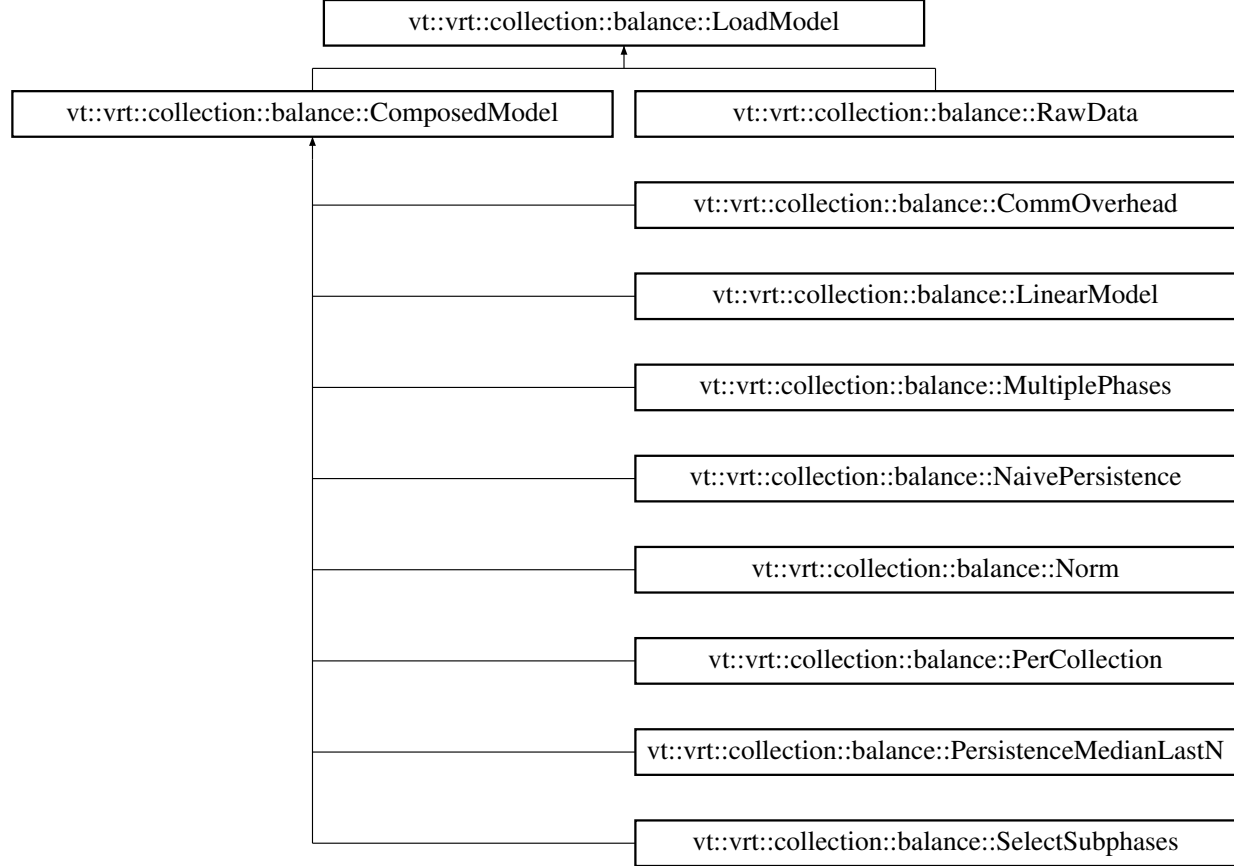 vt::vrt::collection::balance::LoadModel
vt::vrt::collection::balance::ComposedModel
vt::vrt::collection::balance::RawData
vt::vrt::collection::balance::CommOverhead
vt::vrt::collection::balance::LinearModel
vt::vrt::collection::balance::MultiplePhases
vt::vrt::collection::balance::NaivePersistence
vt::vrt::collection::balance::Norm
vt::vrt::collection::balance::PerCollection
vt::vrt::collection::balance::PersistenceMedianLastN
vt::vrt::collection::balance::SelectSubphases